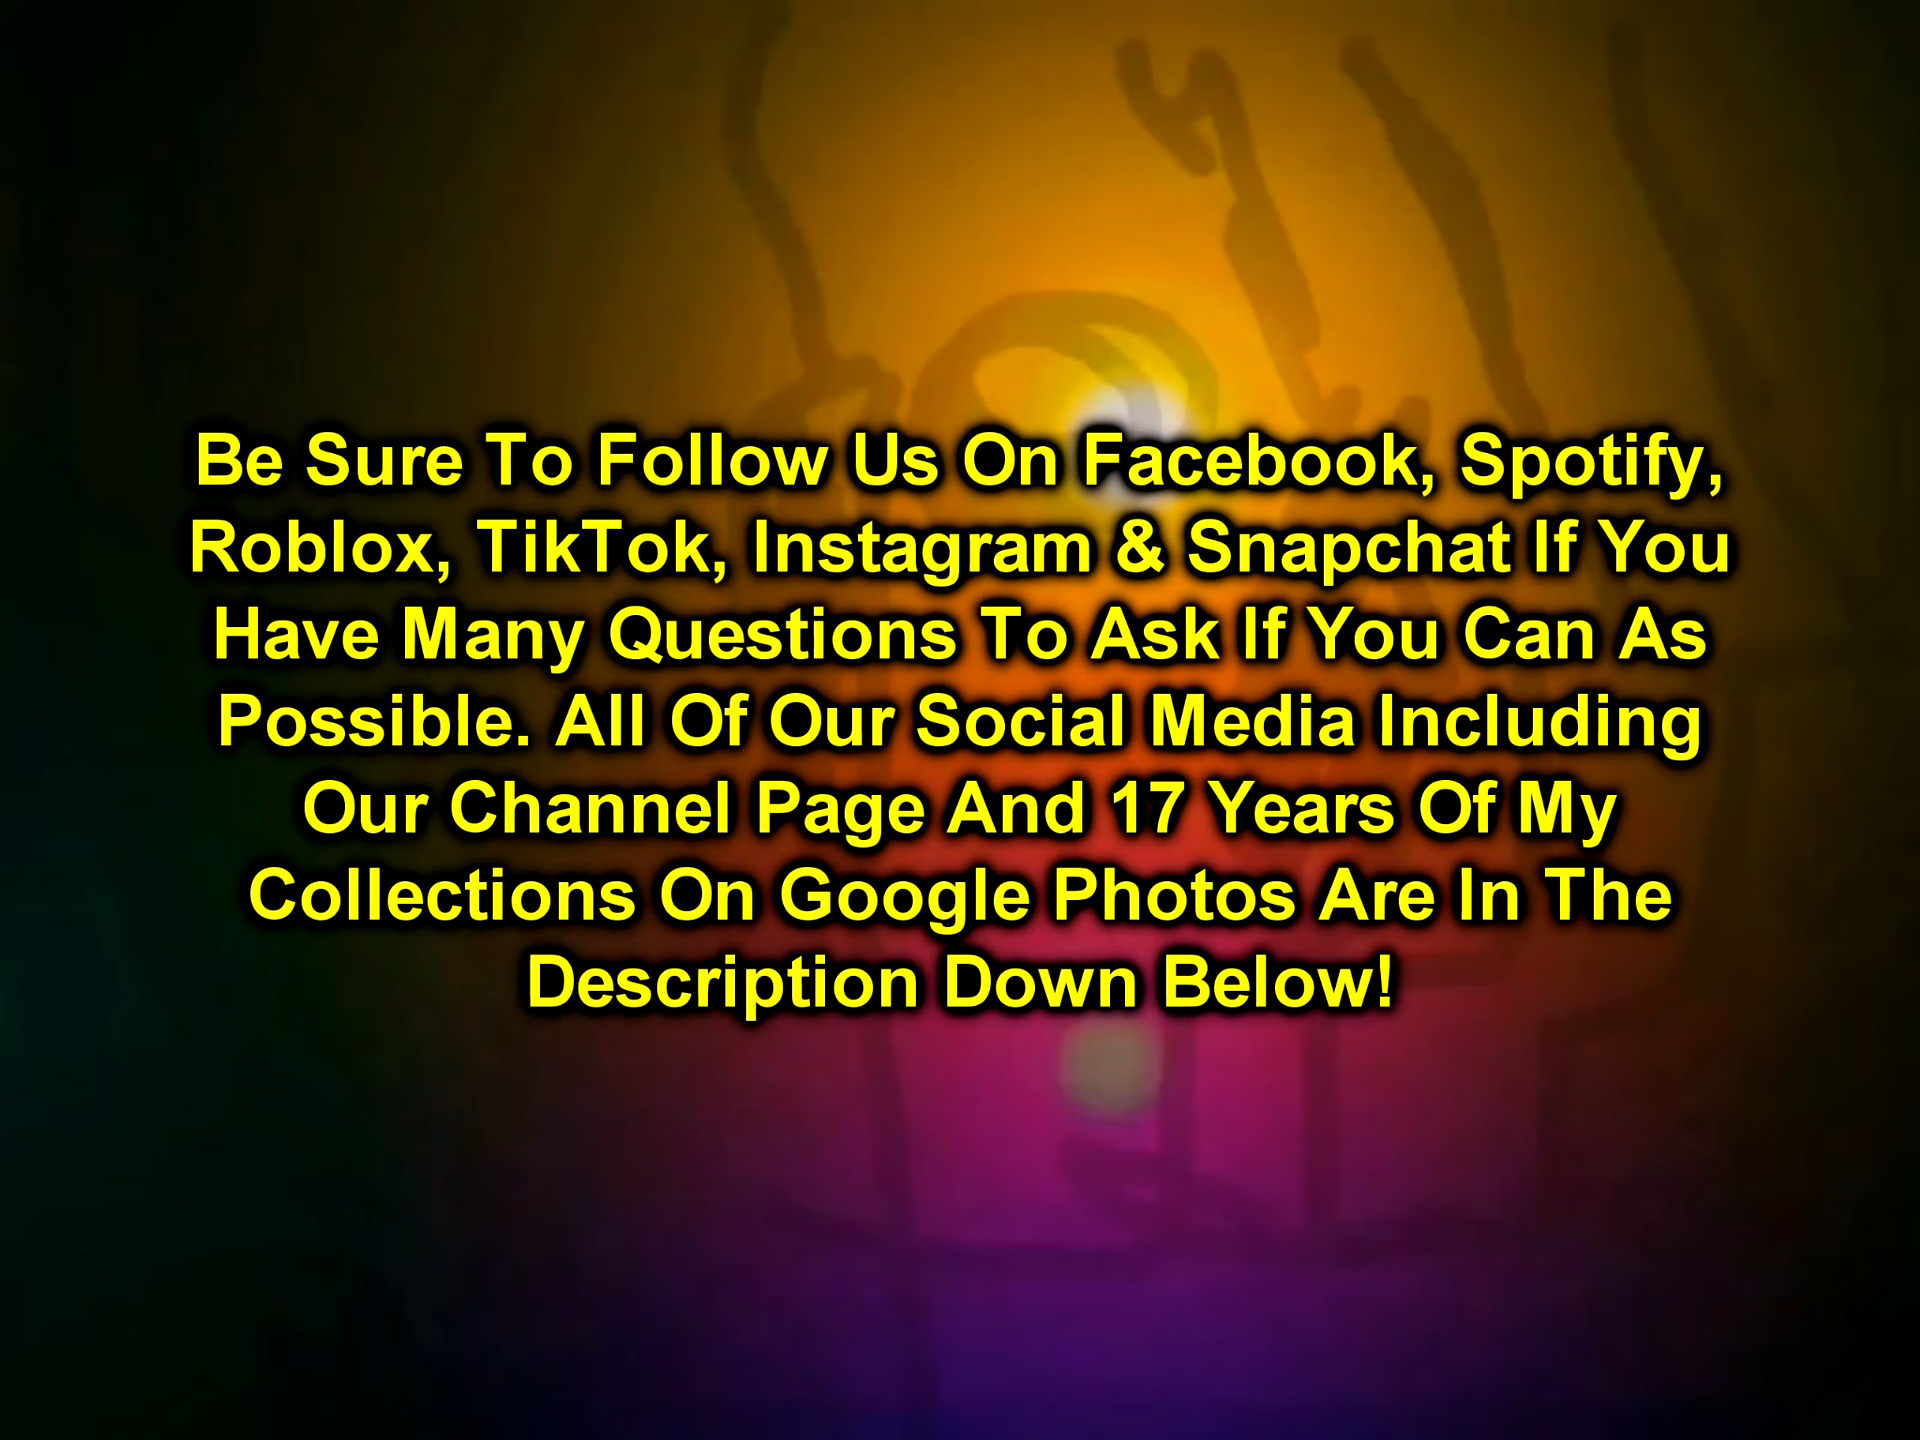 Be Sure To Follow Us On Facebook, Spotify,
Roblox, TikTok, Instagram & Snapchat If You
Have Many Questions To Ask If You Can As
Possible. All Of Our Social Media Including
Our Channel Page And 17 Years Of My
Collections On Google Photos Are In The
Description Down Below!